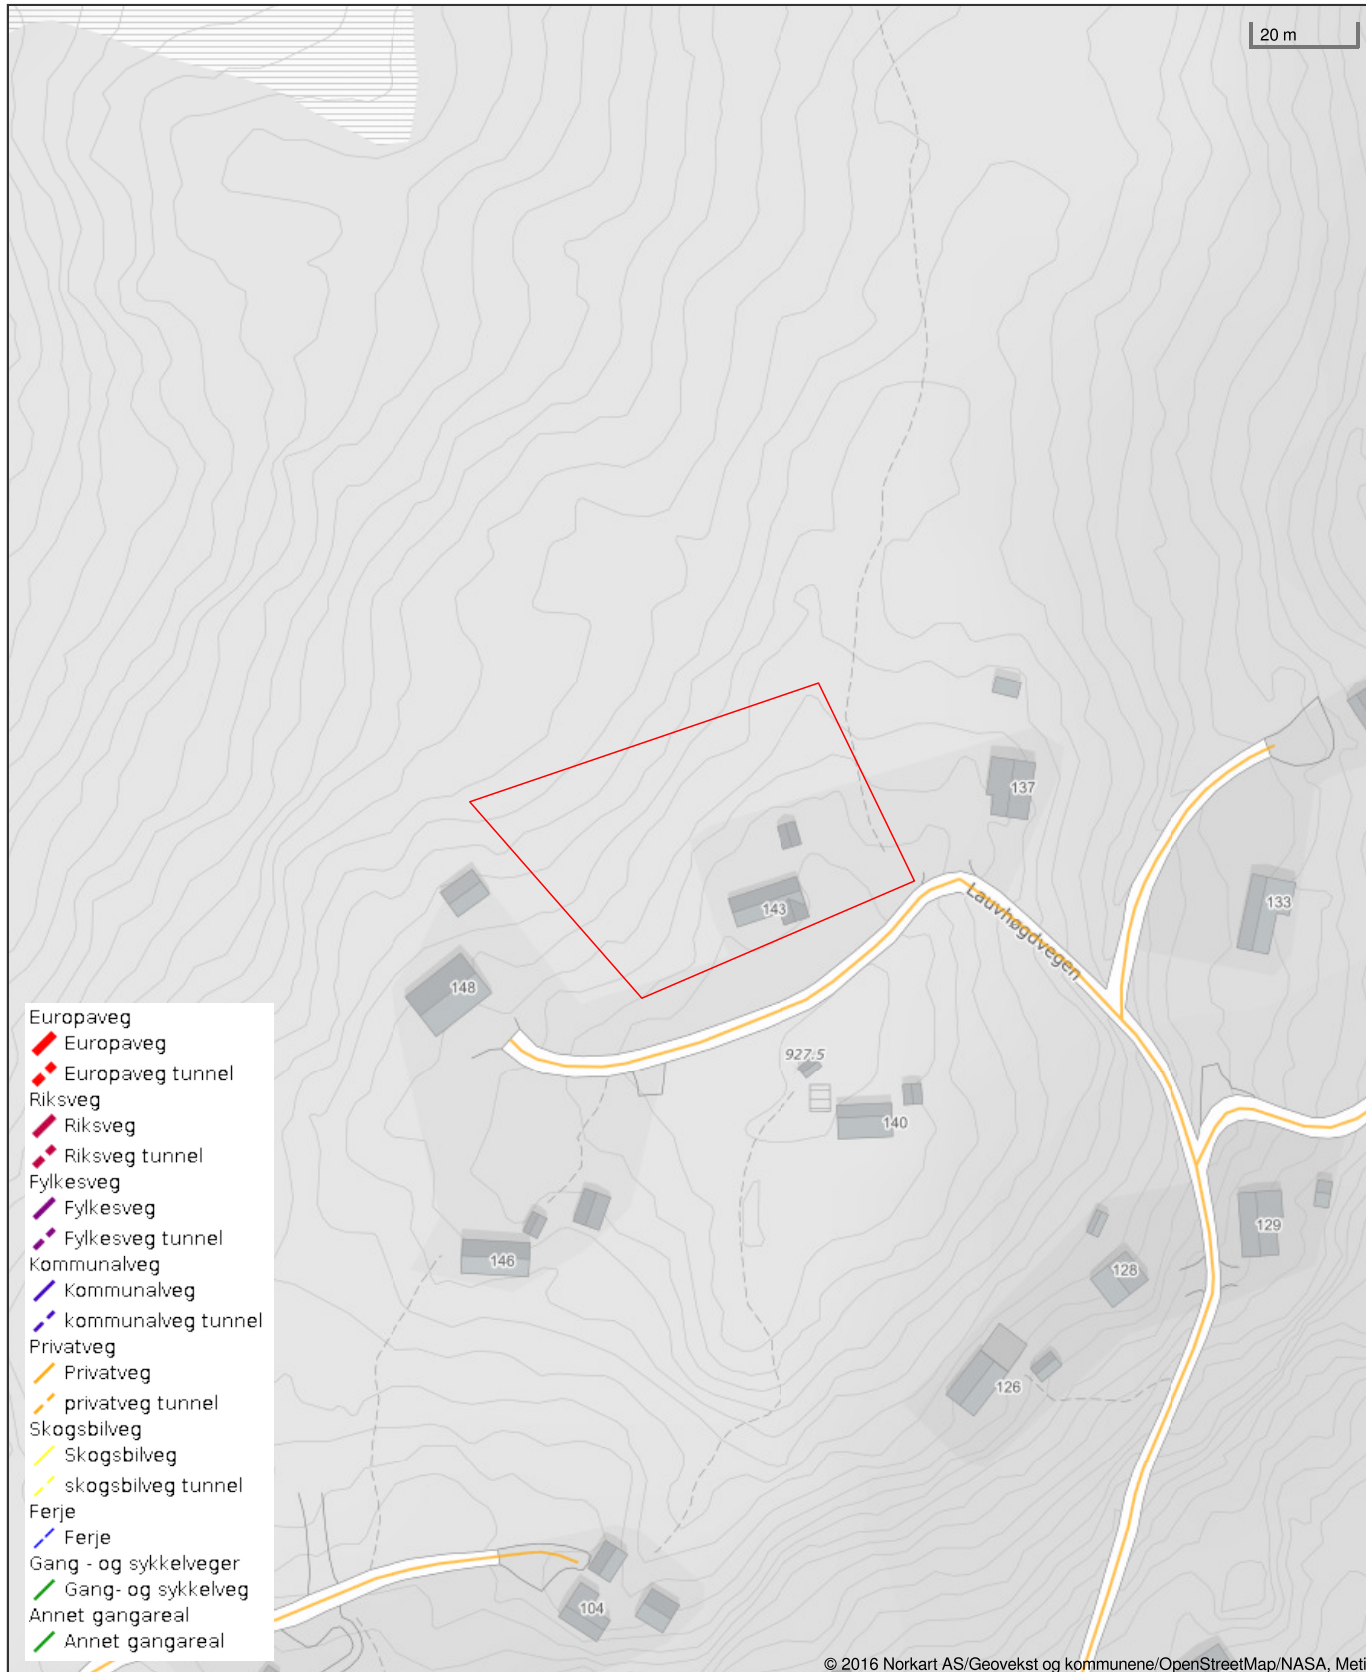 20 m
137
143
133
Lauvhøgdvegen
148
927.5
140
146
129
128
126
104
Europaveg
Europaveg
Europaveg tunnel
Riksveg
Riksveg
Riksveg tunnel
Fylkesveg
Fylkesveg
Fylkesveg tunnel
Kommunalveg
Kommunalveg
kommunalveg tunnel
Privatveg
Privatveg
privatveg tunnel
Skogsbilveg
Skogsbilveg
skogsbilveg tunnel
Ferje
Ferje
Gang - og sykkelveger
Gang- og sykkelveg
Annet gangareal
Annet gangareal
© 2016 Norkart AS/Geovekst og kommunene/OpenStreetMap/NASA, Meti